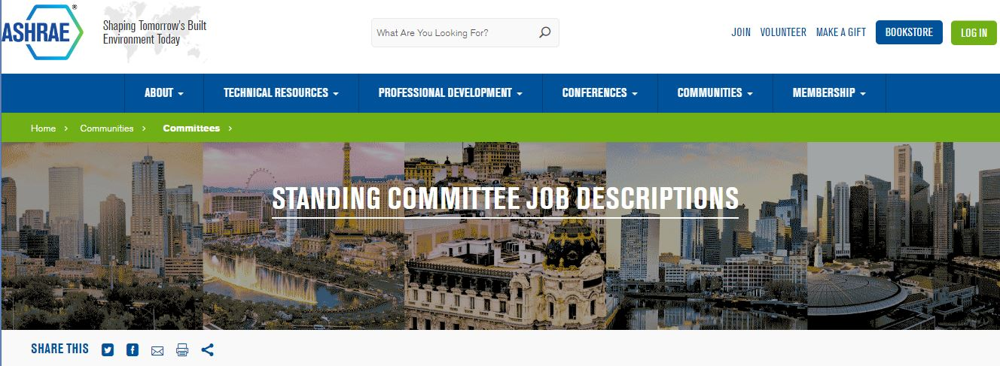 ASHRAE®
Shaping Tomorrow's Built
Environment Today
What Are You Looking For?
JOIN VOLUNTEER MAKE A GIFT BOOKSTORE LOG IN
ABOUT TECHNICAL RESOURCES PROFESSIONAL DEVELOPMENT CONFERENCES COMMUNITIES MEMBERSHIP
Home > Communities > Committees >
STANDING COMMITTEE JOB DESCRIPTIONS
SHARE THIS